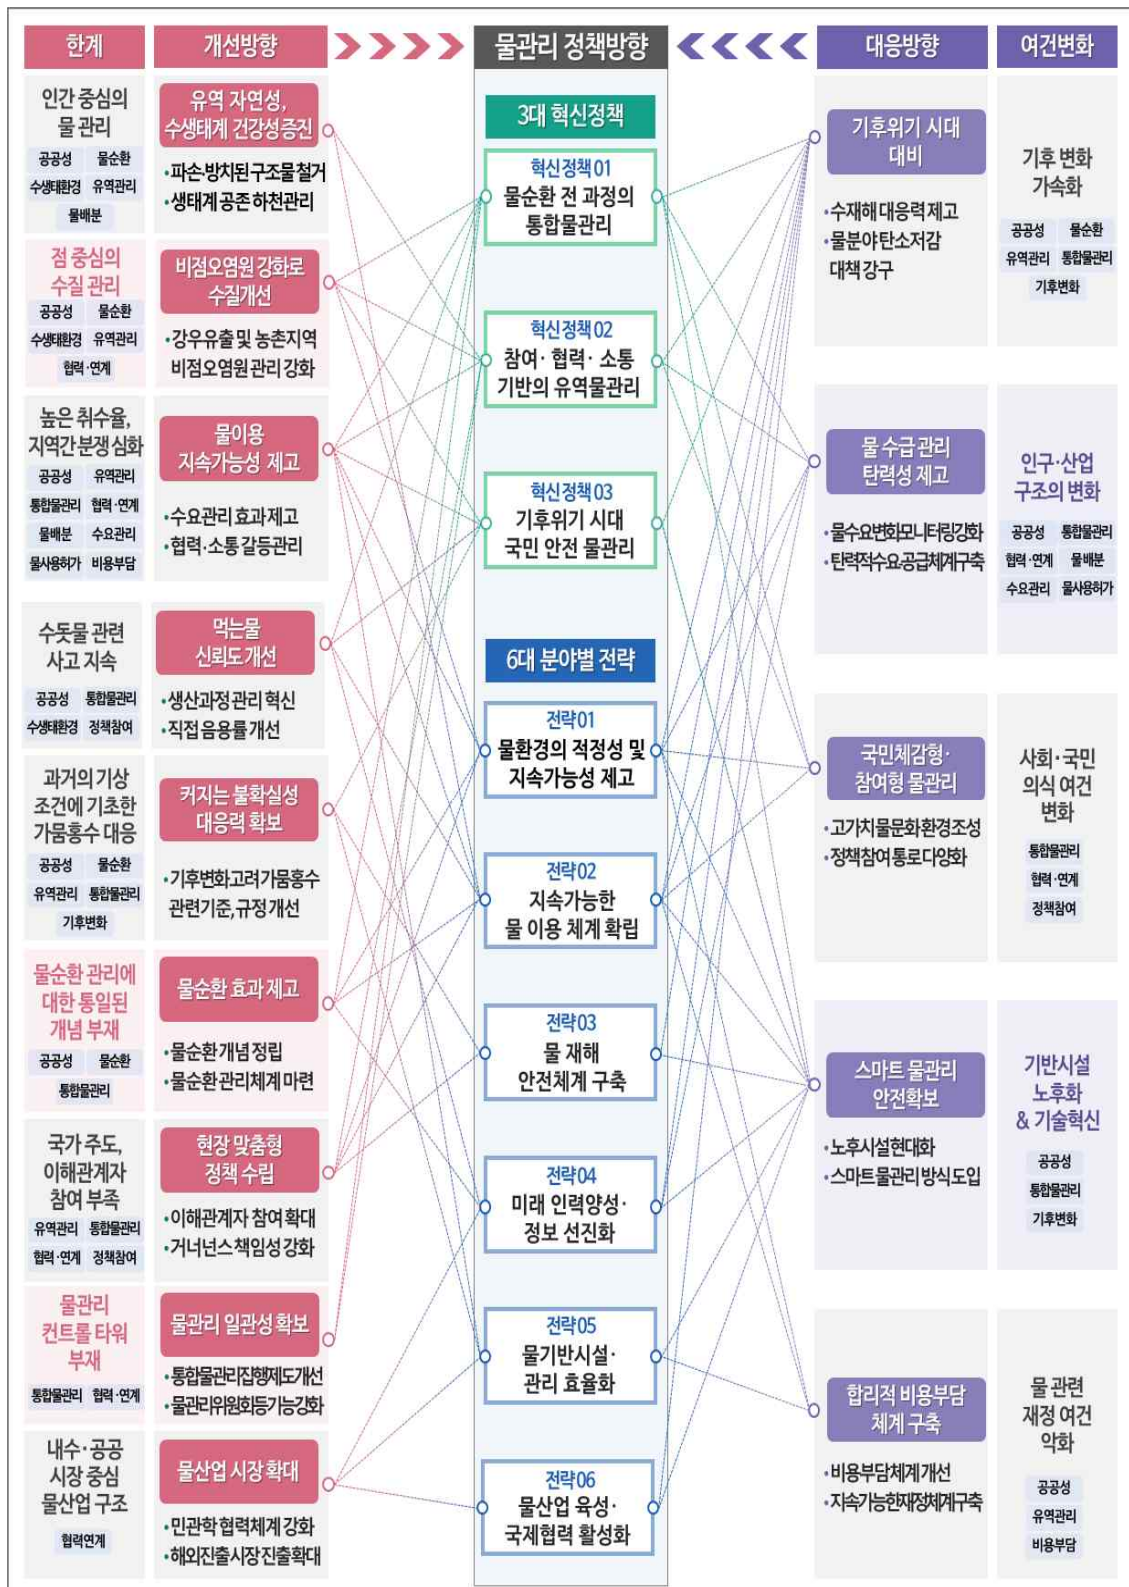 한계
개선방향
물관리 정책방향
대응방향
여건변화
인간 중심의
물 관리
공공성 물순환
수생태환경 유역관리
물배분
유역 자연성,
수생태계 건강성 증진
•파손·방치된 구조물 철거
•생태계 공존 하천관리
점 중심의
수질 관리
공공성 물순환
수생태환경 유역관리
협력·연계
비점오염원 강화로
수질개선
•강우유출 및 농촌지역
비점오염원 관리 강화
높은 취수율,
지역간 분쟁 심화
공공성 유역관리
통합물관리 협력·연계
물배분 수요관리
물사용허가 비용부담
물이용
지속가능성 제고
•수요관리 효과 제고
•협력·소통 갈등관리
수돗물 관련
사고 지속
공공성 통합물관리
수생태환경 정책참여
먹는물
신뢰도 개선
•생산과정 관리 혁신
•직접 음용률 개선
과거의 기상
조건에 기초한
가뭄홍수 대응
공공성 물순환
유역관리 통합물관리
기후변화
커지는 불확실성
대응력 확보
•기후변화고려 가뭄홍수
관련기준, 규정 개선
물순환 관리에
대한 통일된
개념 부재
공공성 물순환
통합물관리
물순환 효과 제고
•물순환 개념 정립
•물순환 관리체계 마련
국가 주도,
이해관계자
참여 부족
유역관리 통합물관리
협력·연계 정책참여
현장 맞춤형
정책 수립
•이해관계자 참여 확대
•거너넌스 책임성 강화
물관리
컨트롤 타워
부재
통합물관리 협력·연계
물관리 일관성 확보
•통합물관리집행제도개선
•물관리위원회등기능강화
내수·공공
시장 중심
물산업 구조
협력연계
물산업 시장 확대
•민관학 협력체계 강화
•해외진출시장 진출확대
3대 혁신정책
혁신정책01
물순환 전 과정의
통합물관리
혁신정책02
참여·협력·소통
기반의 유역물관리
혁신정책03
기후위기 시대
국민 안전 물관리
6대 분야별 전략
전략01
물환경의 적정성 및
지속가능성 제고
전략02
지속가능한
물 이용 체계 확립
전략03
물 재해
안전체계 구축
전략04
미래 인력양성·
정보 선진화
전략05
물기반시설·
관리 효율화
전략06
물산업 육성·
국제협력 활성화
기후위기 시대
대비
•수재해 대응력 제고
•물분야 탄소저감
대책 강구
기후 변화
가속화
공공성 물순환
유역관리 통합물관리
기후변화
물 수급 관리
탄력성 제고
•물수요변화모니터링강화
•탄력적수요·공급체계구축
인구·산업
구조의 변화
공공성 통합물관리
협력·연계 물배분
수요관리 물사용허가
국민체감형·
참여형 물관리
•고가치 물문화 환경조성
•정책참여 통로 다양화
사회·국민
의식 여건
변화
통합물관리
협력·연계
정책참여
스마트 물관리
안전확보
•노후시설현대화
•스마트 물관리 방식 도입
기반시설
노후화
& 기술혁신
공공성
통합물관리
기후변화
합리적 비용부담
체계 구축
•비용부담체계 개선
•지속가능한재정체계구축
물 관련
재정 여건
악화
공공성
유역관리
비용부담